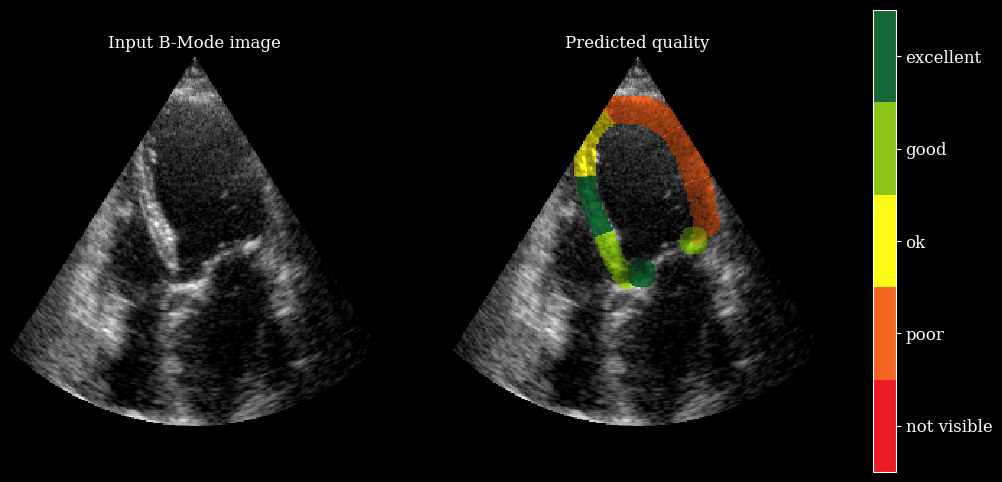 Input B-Mode image
Predicted quality
excellent
good
ok
poor
not visible